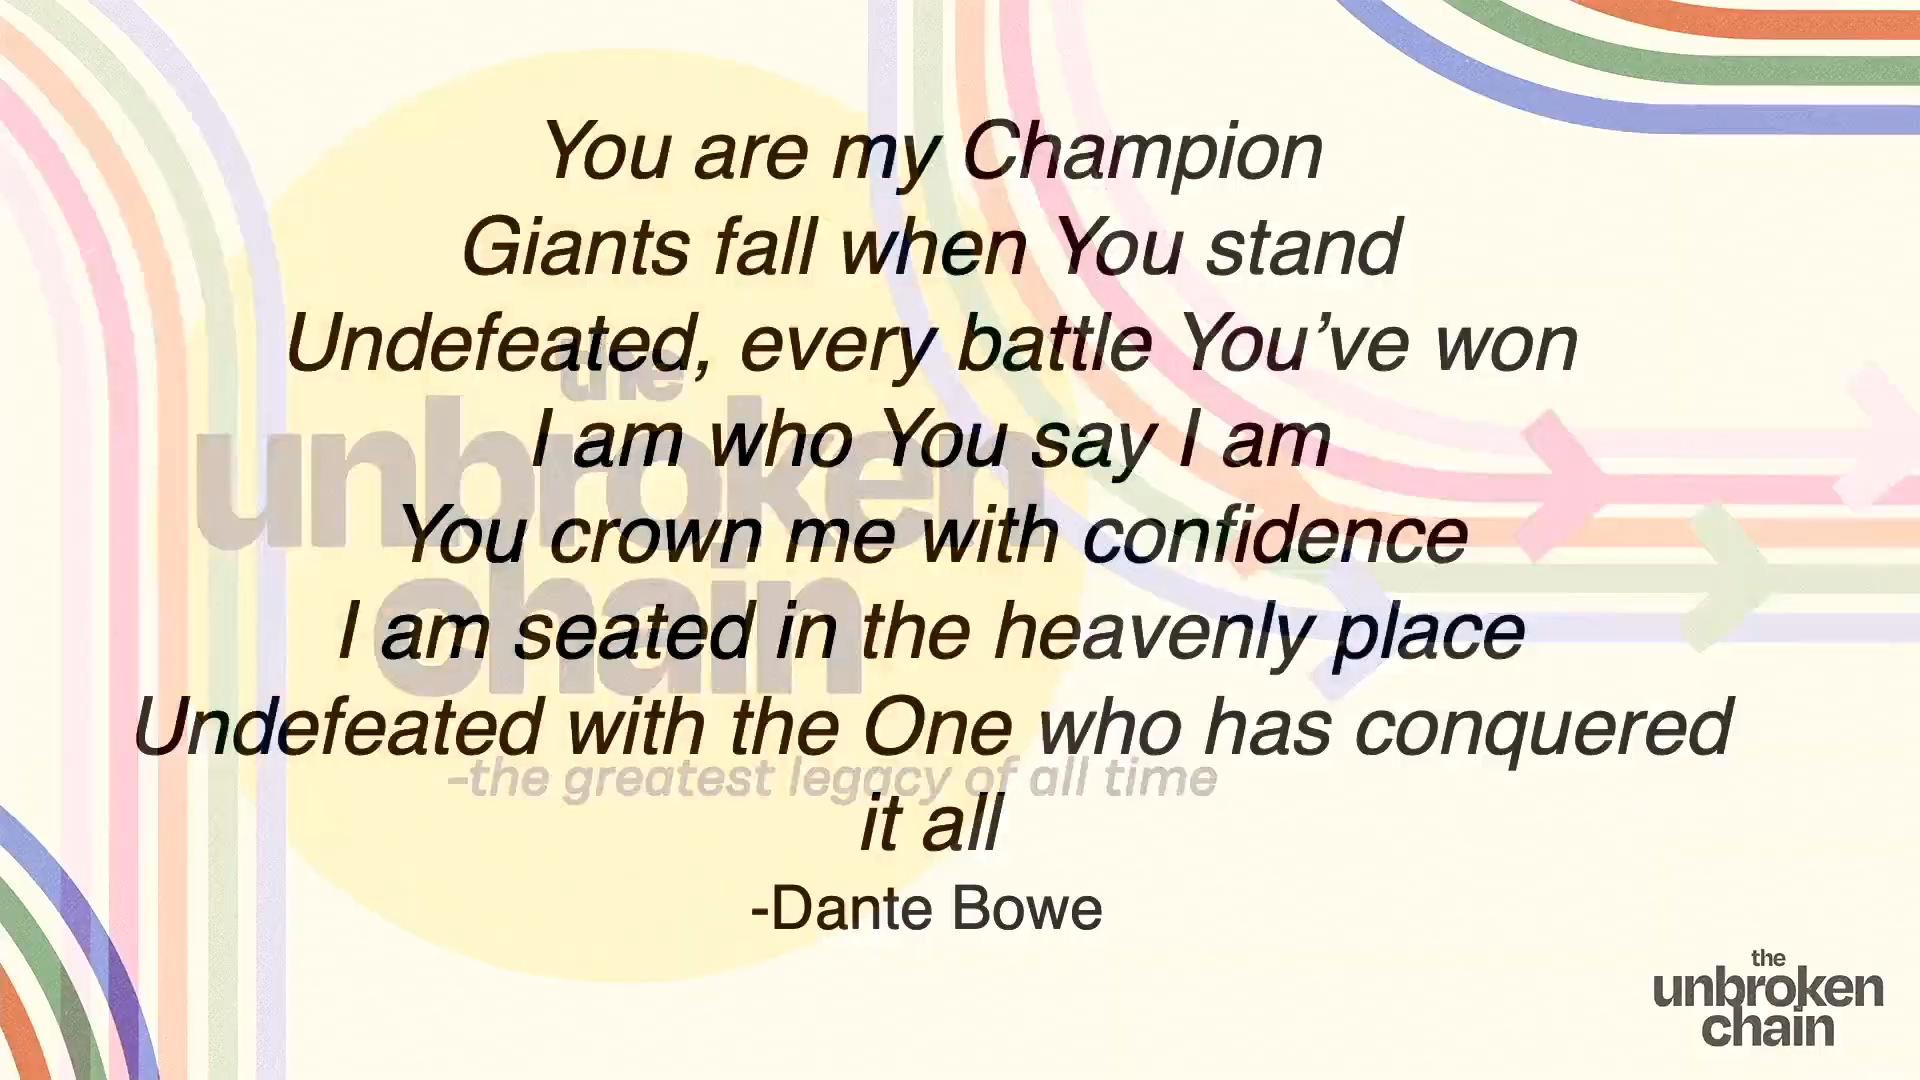 You are my Champion
Giants fall when You stand
Undefeated, every battle You’ve won
I am who You say I am
You crown me with confidence
I am seated in the heavenly place
Undefeated with the One who has conquered
it all
-Dante Bowe
the
unbroken
chain
-the greatest legacy of all time
the
unbroken
chain